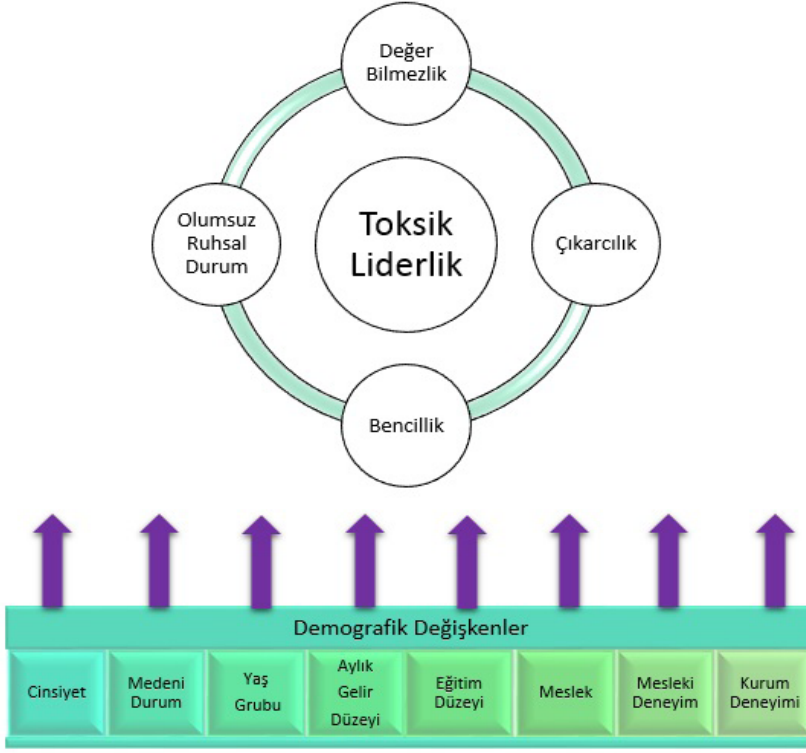 Değer
Bilmezlik
Olumsuz
Ruhsal
Durum
Toksik
Liderlik
Çıkarcılık
Bencillik
Demografik Değişkenler
Cinsiyet
Medeni
Durum
Yaş
Grubu
Aylık
Gelir
Düzeyi
Eğitim
Düzeyi
Meslek
Mesleki
Deneyim
Kurum
Deneyimi